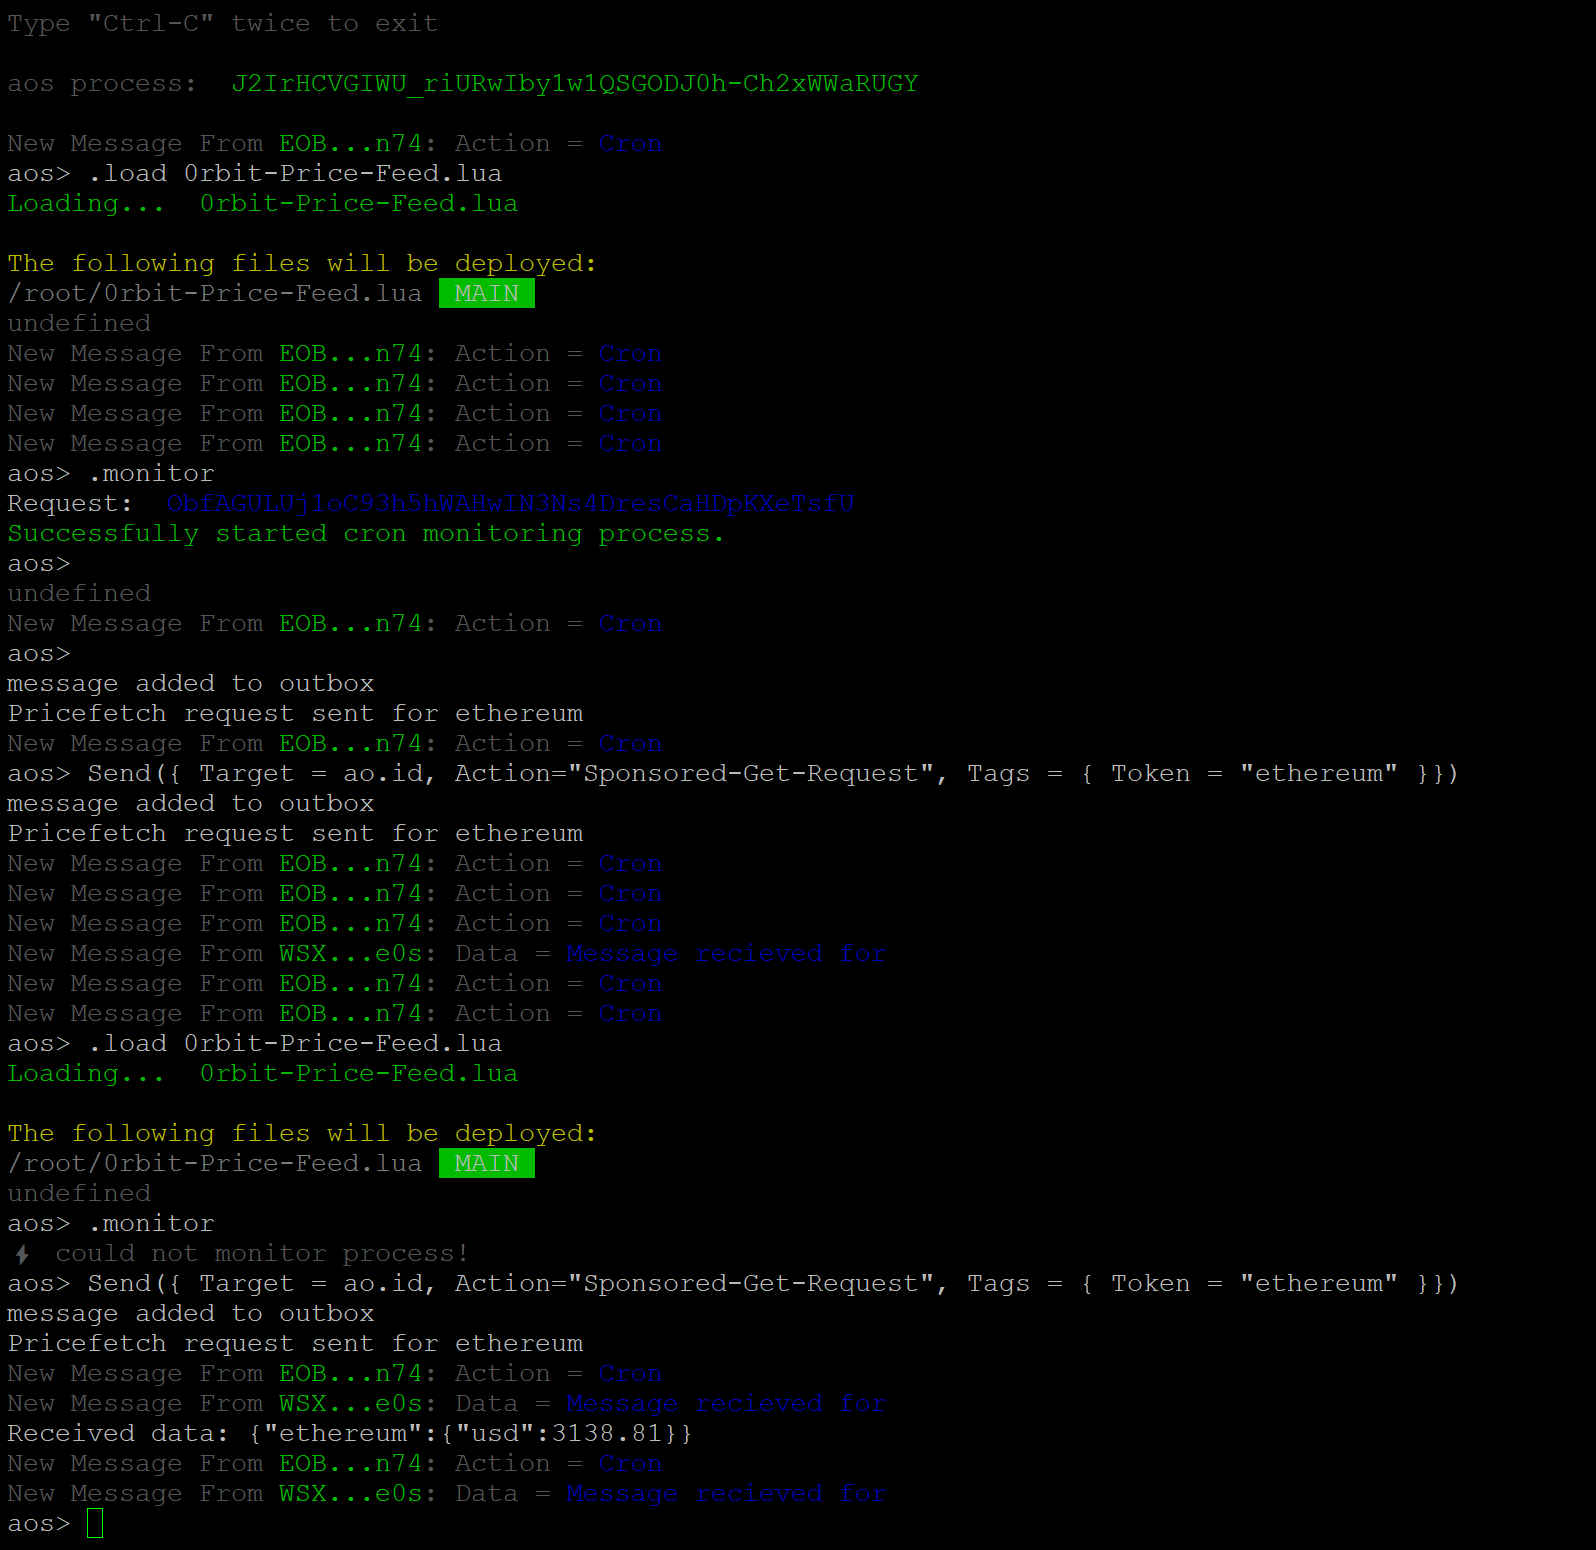 Type "Ctrl-C" twice to exit
aos process:  J2IrHCVGIWU_riURwIby1w1QSGODJ0h-Ch2xWWaRUGY
New Message From EOB...n74: Action = Cron
aos> .load 0rbit-Price-Feed.lua
Loading...  0rbit-Price-Feed.lua
The following files will be deployed:
/root/0rbit-Price-Feed.lua  MAIN
undefined
New Message From EOB...n74: Action = Cron
New Message From EOB...n74: Action = Cron
New Message From EOB...n74: Action = Cron
New Message From EOB...n74: Action = Cron
aos> .monitor
Request:  ObfAGULUj1oC93h5hWAHwIN3Ns4DresCaHDpKXeTsfU
Successfully started cron monitoring process.
aos>
undefined
New Message From EOB...n74: Action = Cron
aos>
message added to outbox
Pricefetch request sent for ethereum
New Message From EOB...n74: Action = Cron
aos> Send({ Target = ao.id, Action="Sponsored-Get-Request", Tags = { Token = "ethereum" }})
message added to outbox
Pricefetch request sent for ethereum
New Message From EOB...n74: Action = Cron
New Message From EOB...n74: Action = Cron
New Message From EOB...n74: Action = Cron
New Message From WSX...e0s: Data = Message recieved for
New Message From EOB...n74: Action = Cron
New Message From EOB...n74: Action = Cron
aos> .load 0rbit-Price-Feed.lua
Loading...  0rbit-Price-Feed.lua
The following files will be deployed:
/root/0rbit-Price-Feed.lua  MAIN
undefined
aos> .monitor
⚡ could not monitor process!
aos> Send({ Target = ao.id, Action="Sponsored-Get-Request", Tags = { Token = "ethereum" }})
message added to outbox
Pricefetch request sent for ethereum
New Message From EOB...n74: Action = Cron
New Message From WSX...e0s: Data = Message recieved for
Received data: {"ethereum":{"usd":3138.81}}
New Message From EOB...n74: Action = Cron
New Message From WSX...e0s: Data = Message recieved for
aos>